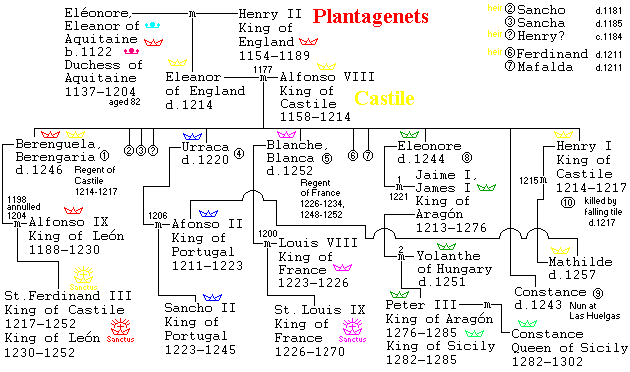 Plantagenets
Eléonore,
Eleanor of
Aquitaine
b.1122
Duchess of
Aquitaine
1137–1204
aged 82
Henry II
King of
England
1154–1189
m
heir ② Sancho d.1181
③ Sancha d.1185
heir ? Henry? c.1184
heir ⑥ Ferdinand d.1211
⑦ Mafalda d.1211
Eleanor
of England
d.1214
1177
m
Alfonso VIII
King of
Castile
1158–1214
Castile
Berenguela,
Berengaria ①
d.1246
Regent of
Castile
1214-1217
② ③ ?
Urraca
d.1220 ④
Blanche,
Blanca ⑤
d.1252
Regent
of France
1226-1234,
1248-1252
⑥ ⑦
Eleonore
d.1244 ⑧
Henry I
King of
Castile
1214–1217
⑩ killed by
falling tile
d.1217
1198
annulled
1204
m
Alfonso IX
King of León
1188–1230
1206
m
Afonso II
King of
Portugal
1211–1223
1200
m
Louis VIII
King of
France
1223–1226
1
m
1221
Jaime I,
James I
King of
Aragón
1213–1276
2
m
Yolanthe
of Hungary
d.1251
1215
m
Mathilde
d.1257
Constance
d.1243 ⑨
Nun at
Las Huelgas
Sanctus
St.Ferdinand III
King of Castile
1217–1252
King of León
1230–1252
Sanctus
Sancho II
King of
Portugal
1223–1245
St.Louis IX
King of
France
1226–1270
Sanctus
Peter III
King of Aragón
1276–1285
King of Sicily
1282–1285
m
Constance
Queen of Sicily
1282–1302